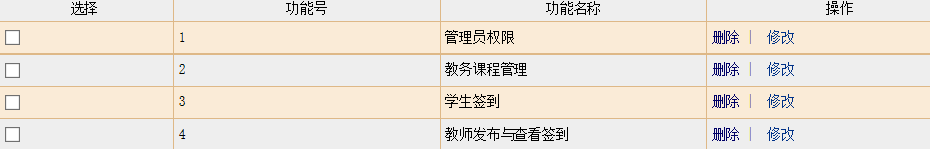 选择 功能号 功能名称 操作
1 管理员权限 删除 | 修改
2 教务课程管理 删除 | 修改
3 学生签到 删除 | 修改
4 教师发布与查看签到 删除 | 修改